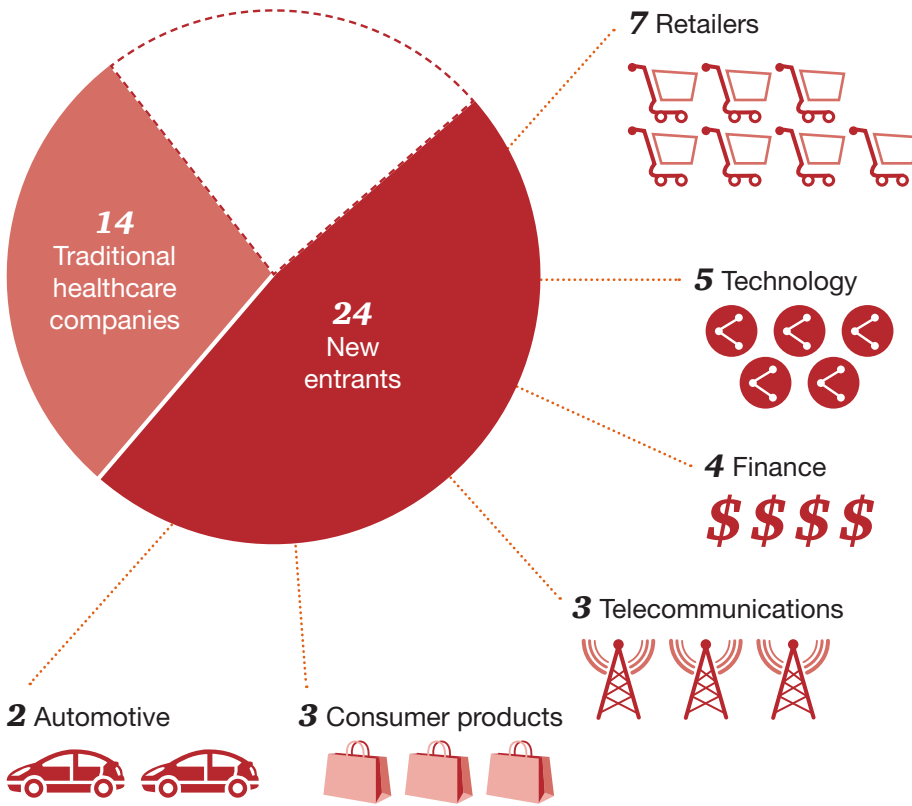 7 Retailers
14
Traditional
healthcare
companies
24
New
entrants
5 Technology
4 Finance
$ $ $ $
3 Telecommunications
2 Automotive
3 Consumer products